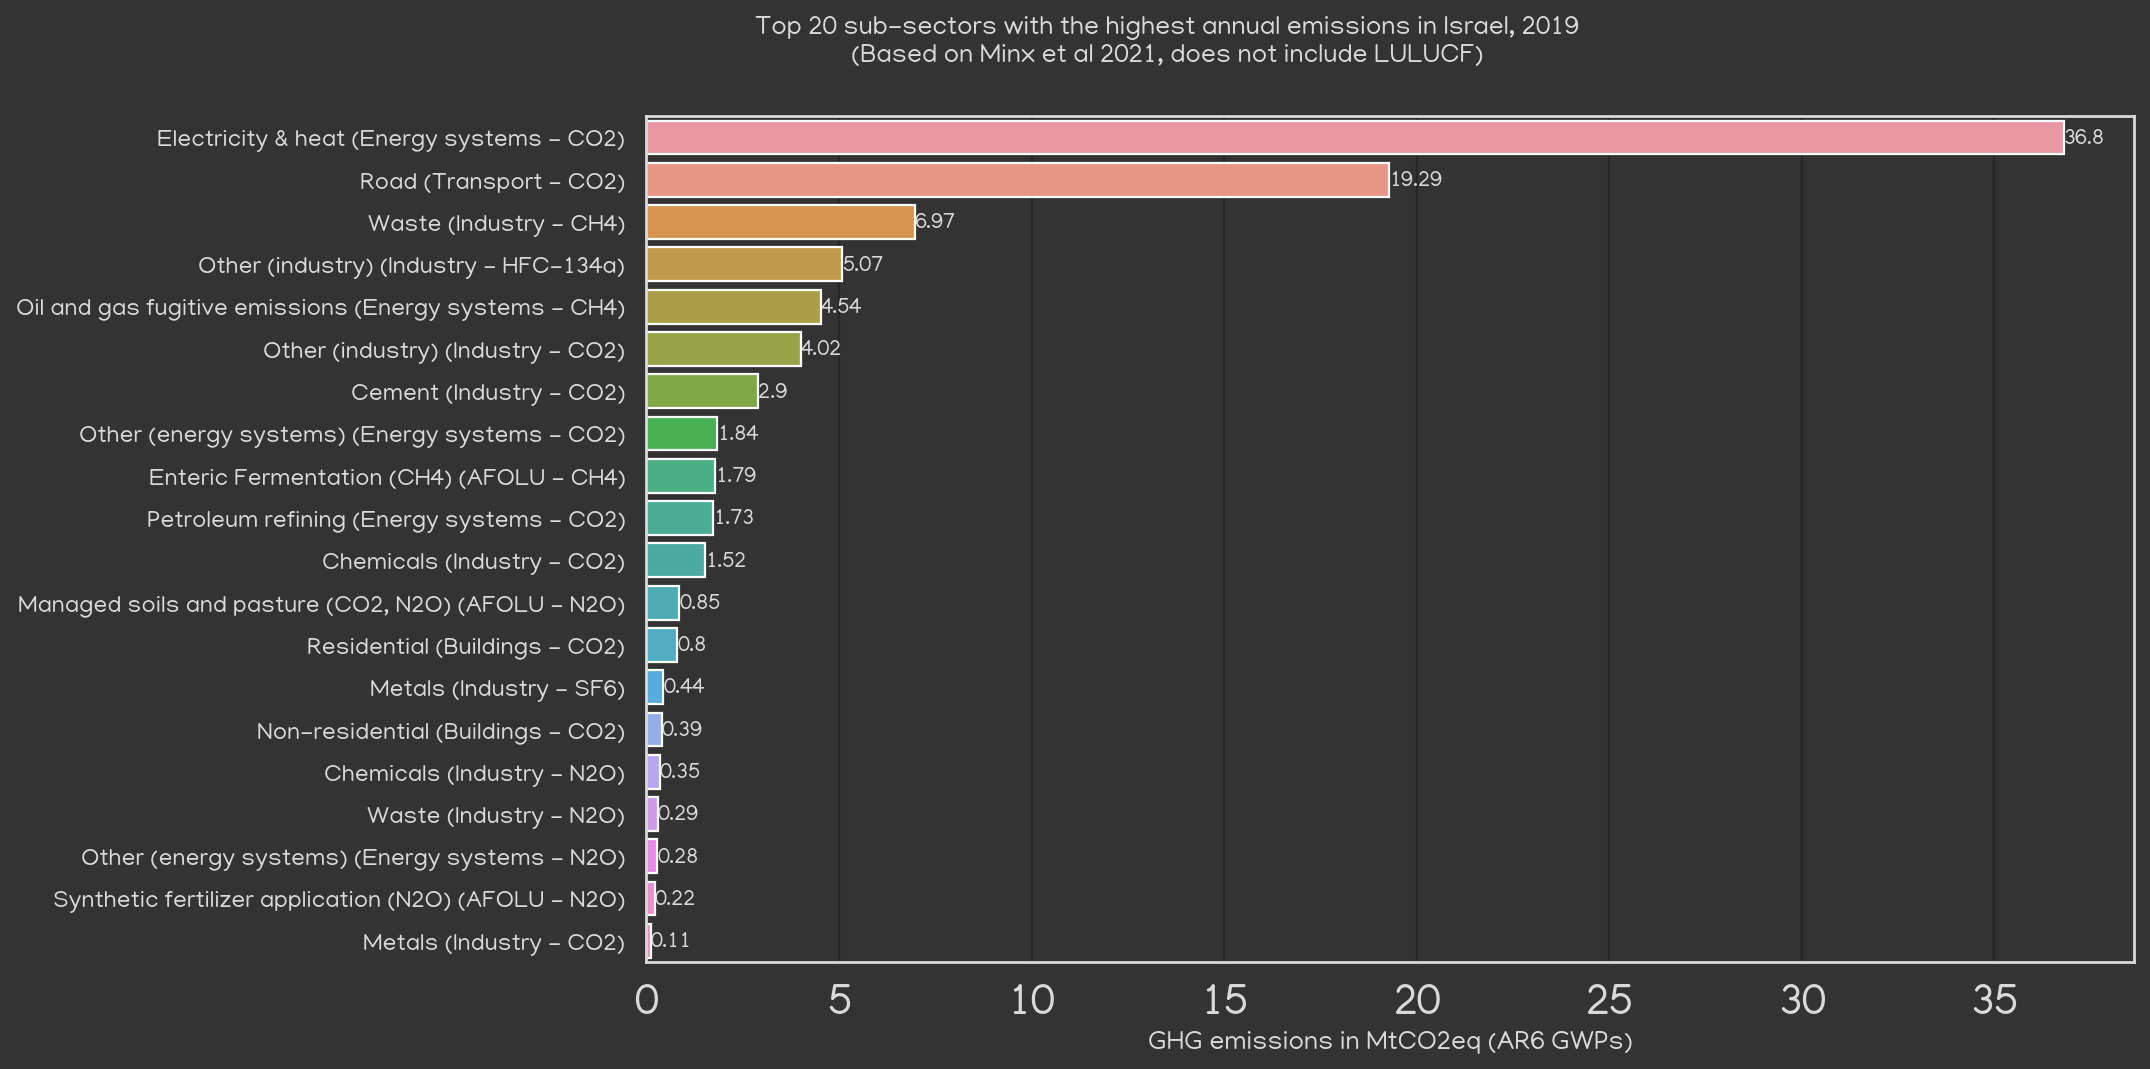 Top 20 sub-sectors with the highest annual emissions in Israel, 2019
(Based on Minx et al 2021, does not include LULUCF)
Electricity & heat (Energy systems - CO2) 36.8
Road (Transport - CO2) 19.29
Waste (Industry - CH4) 6.97
Other (industry) (Industry - HFC-134a) 5.07
Oil and gas fugitive emissions (Energy systems - CH4) 4.54
Other (industry) (Industry - CO2) 4.02
Cement (Industry - CO2) 2.9
Other (energy systems) (Energy systems - CO2) 1.84
Enteric Fermentation (CH4) (AFOLU - CH4) 1.79
Petroleum refining (Energy systems - CO2) 1.73
Chemicals (Industry - CO2) 1.52
Managed soils and pasture (CO2, N2O) (AFOLU - N2O) 0.85
Residential (Buildings - CO2) 0.8
Metals (Industry - SF6) 0.44
Non-residential (Buildings - CO2) 0.39
Chemicals (Industry - N2O) 0.35
Waste (Industry - N2O) 0.29
Other (energy systems) (Energy systems - N2O) 0.28
Synthetic fertilizer application (N2O) (AFOLU - N2O) 0.22
Metals (Industry - CO2) 0.11
0 5 10 15 20 25 30 35
GHG emissions in MtCO2eq (AR6 GWPs)